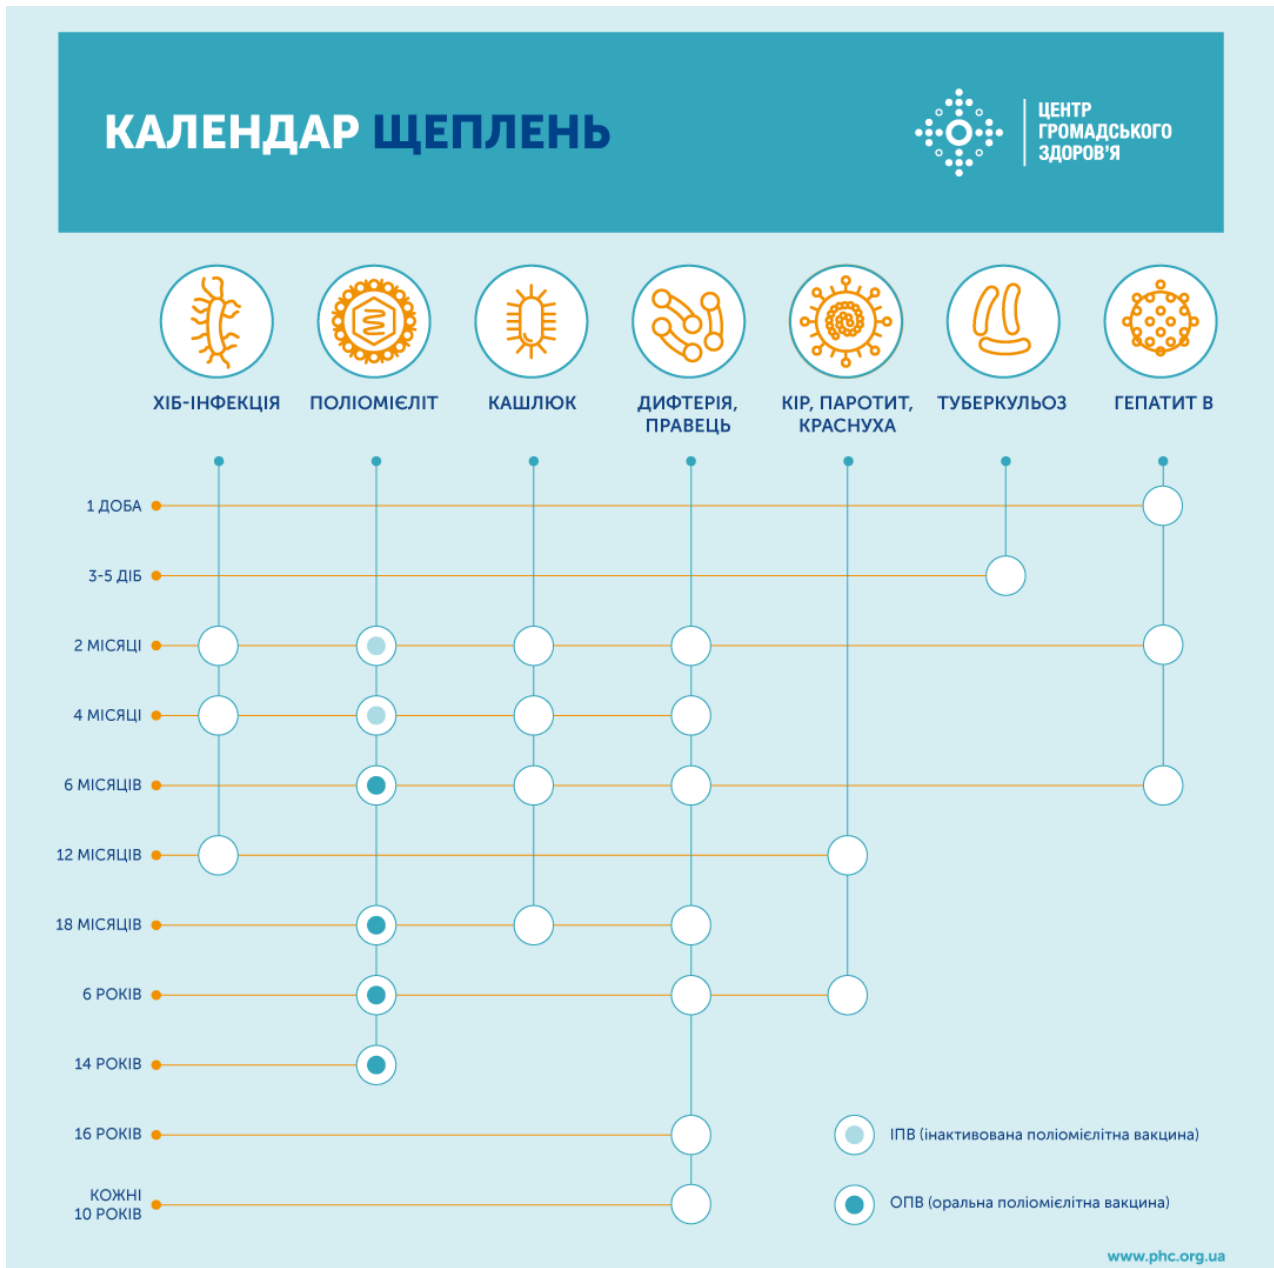 КАЛЕНДАР ЩЕПЛЕНЬ
ЦЕНТР
ГРОМАДСЬКОГО
ЗДОРОВ'Я
ХІБ-ІНФЕКЦІЯ
ПОЛІОМІЄЛІТ
КАШЛЮК
ДИФТЕРІЯ,
ПРАВЕЦЬ
КІР, ПАРОТИТ,
КРАСНУХА
ТУБЕРКУЛЬОЗ
ГЕПАТИТ В
1 ДОБА
3-5 ДІБ
2 МІСЯЦІ
4 МІСЯЦІ
6 МІСЯЦІВ
12 МІСЯЦІВ
18 МІСЯЦІВ
6 РОКІВ
14 РОКІВ
16 РОКІВ
КОЖНІ
10 РОКІВ
ІПВ (інактивована поліомієлітна вакцина)
ОПВ (оральна поліомієлітна вакцина)
www.phc.org.ua